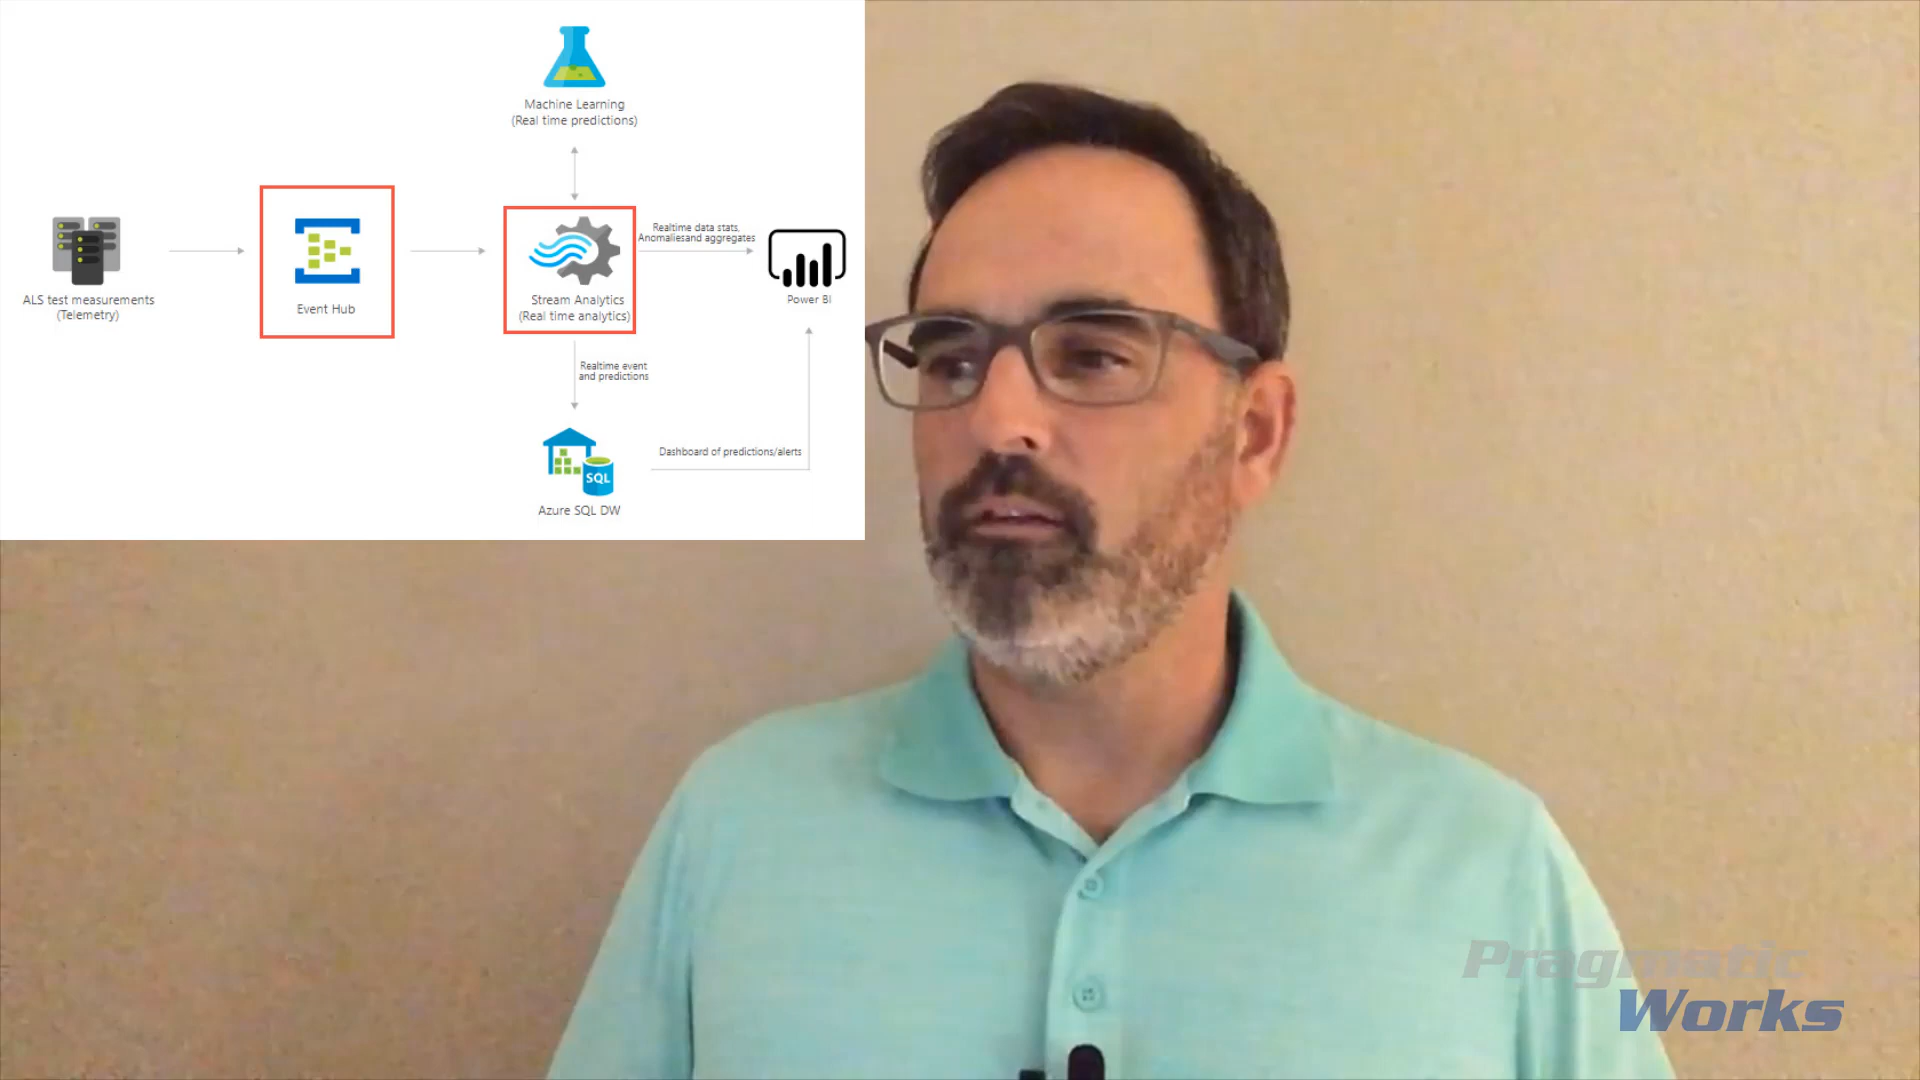 Machine Learning
(Real time predictions)
ALS test measurements
(Telemetry)
Event Hub
Stream Analytics
(Real time analytics)
Realtime data stats,
Anomaliesand aggregates
Power BI
Realtime event
and predictions
SQL
Azure SQL DW
Dashboard of predictions/alerts
Pragmatic
Works